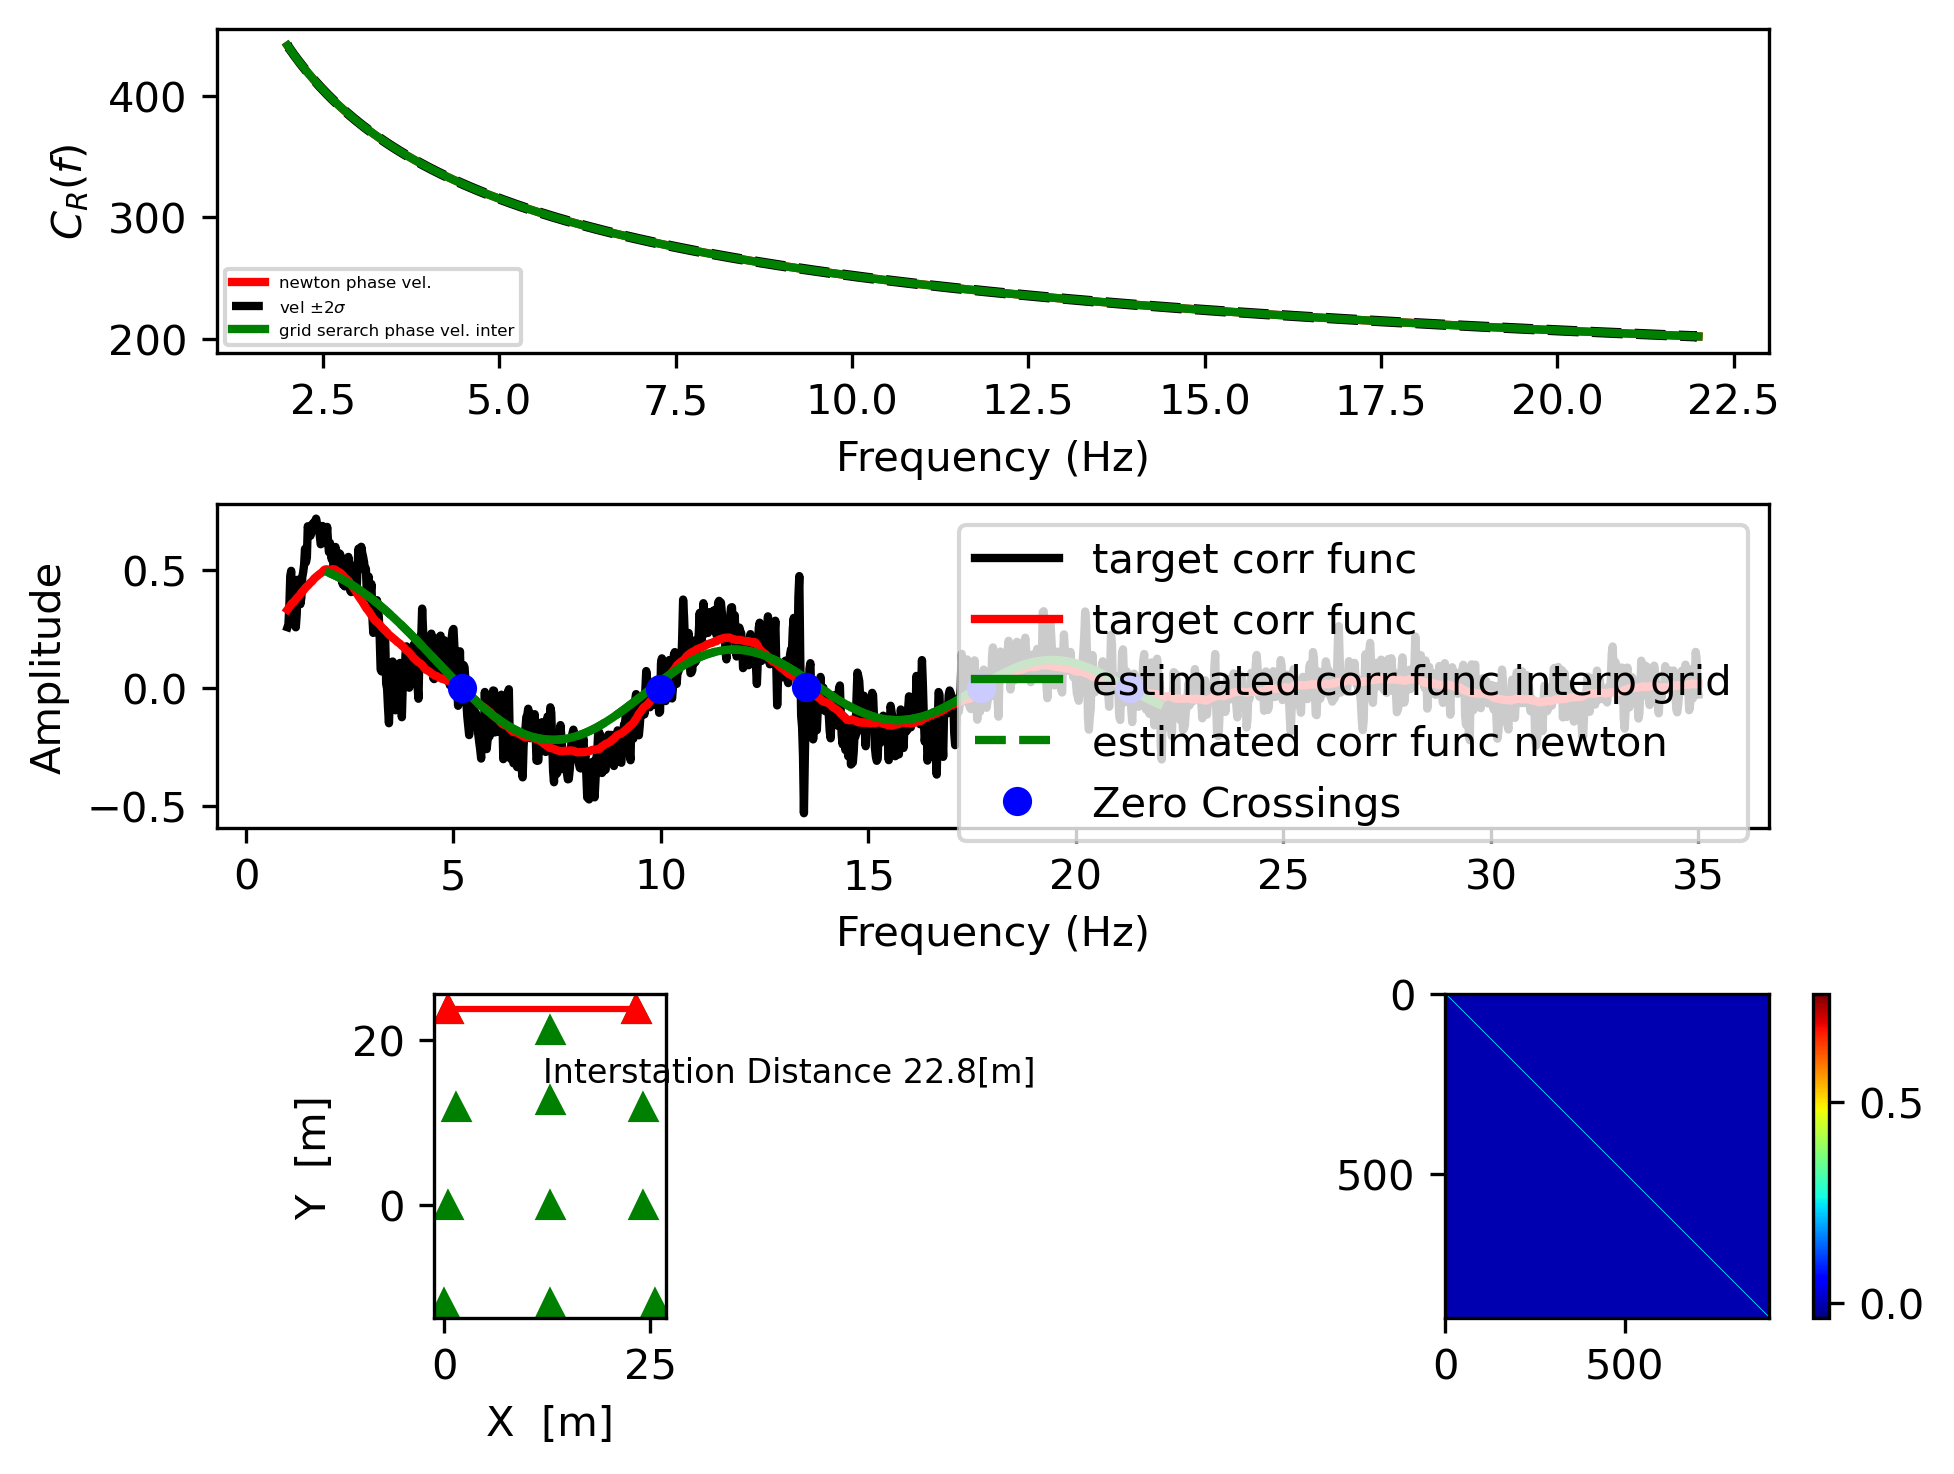 400
300
200
C_R(f)
newton phase vel.
vel ±2σ
grid serarch phase vel. inter
2.5 5.0 7.5 10.0 12.5 15.0 17.5 20.0 22.5
Frequency (Hz)
0.5
0.0
−0.5
Amplitude
target corr func
target corr func
estimated corr func interp grid
estimated corr func newton
Zero Crossings
0 5 10 15 20 25 30 35
Frequency (Hz)
20
0
Y [m]
Interstation Distance 22.8[m]
0 25
X [m]
0
500
0 500
0.5
0.0